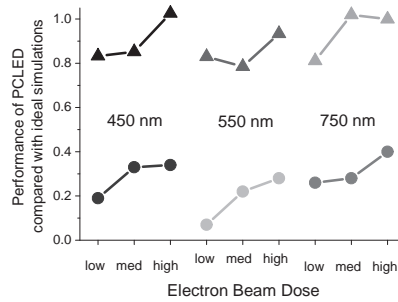 Performance of PCLED
compared with ideal simulations
1.0
0.8
0.6
0.4
0.2
0.0
450 nm 550 nm 750 nm
low med high low med high low med high
Electron Beam Dose